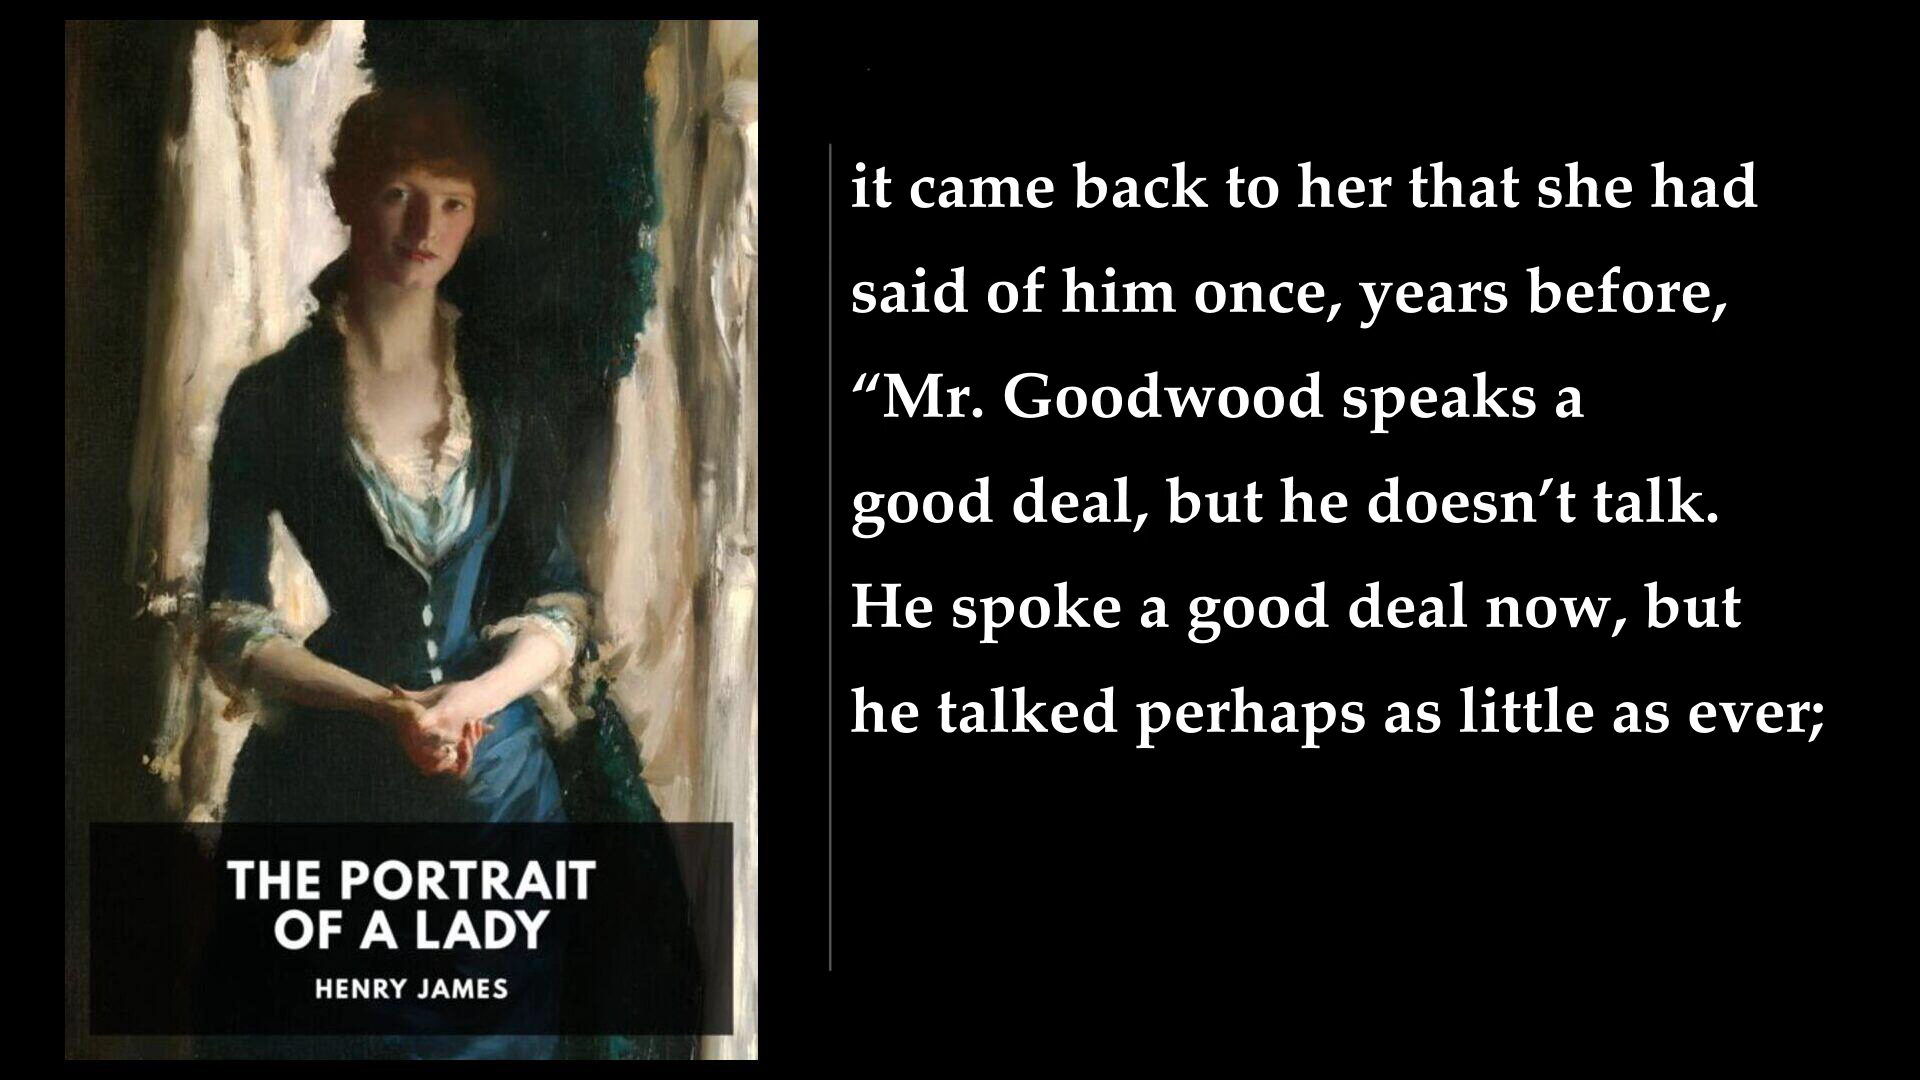 it came back to her that she had
said of him once, years before,
“Mr. Goodwood speaks a
good deal, but he doesn’t talk.
He spoke a good deal now, but
he talked perhaps as little as ever;
THE PORTRAIT
OF A LADY
HENRY JAMES